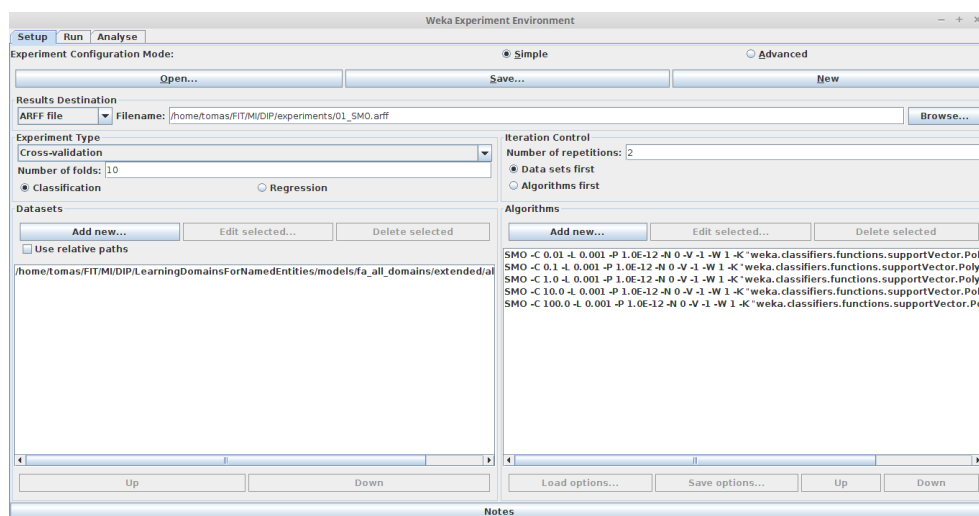 Weka Experiment Environment
Setup Run Analyse
Experiment Configuration Mode: Simple Advanced
Open... Save... New
Results Destination
ARFF file Filename: /home/tomas/FIT/MI/DIP/experiments/01_SMO.arff Browse...
Experiment Type
Cross-validation
Number of folds: 10
Classification Regression
Iteration Control
Number of repetitions: 2
Data sets first
Algorithms first
Datasets
Add new... Edit selected... Delete selected
Use relative paths
/home/tomas/FIT/MI/DIP/LearningDomainsForNamedEntities/models/fa_all_domains/extended/al
Up Down
Algorithms
Add new... Edit selected... Delete selected
SMO -C 0.01 -L 0.001 -P 1.0E-12 -N 0 -V -1 -W 1 -K "weka.classifiers.functions.supportVector.Pol
SMO -C 0.1 -L 0.001 -P 1.0E-12 -N 0 -V -1 -W 1 -K "weka.classifiers.functions.supportVector.Poly
SMO -C 1.0 -L 0.001 -P 1.0E-12 -N 0 -V -1 -W 1 -K "weka.classifiers.functions.supportVector.Poly
SMO -C 10.0 -L 0.001 -P 1.0E-12 -N 0 -V -1 -W 1 -K "weka.classifiers.functions.supportVector.Pol
SMO -C 100.0 -L 0.001 -P 1.0E-12 -N 0 -V -1 -W 1 -K "weka.classifiers.functions.supportVector.Po
Load options... Save options... Up Down
Notes